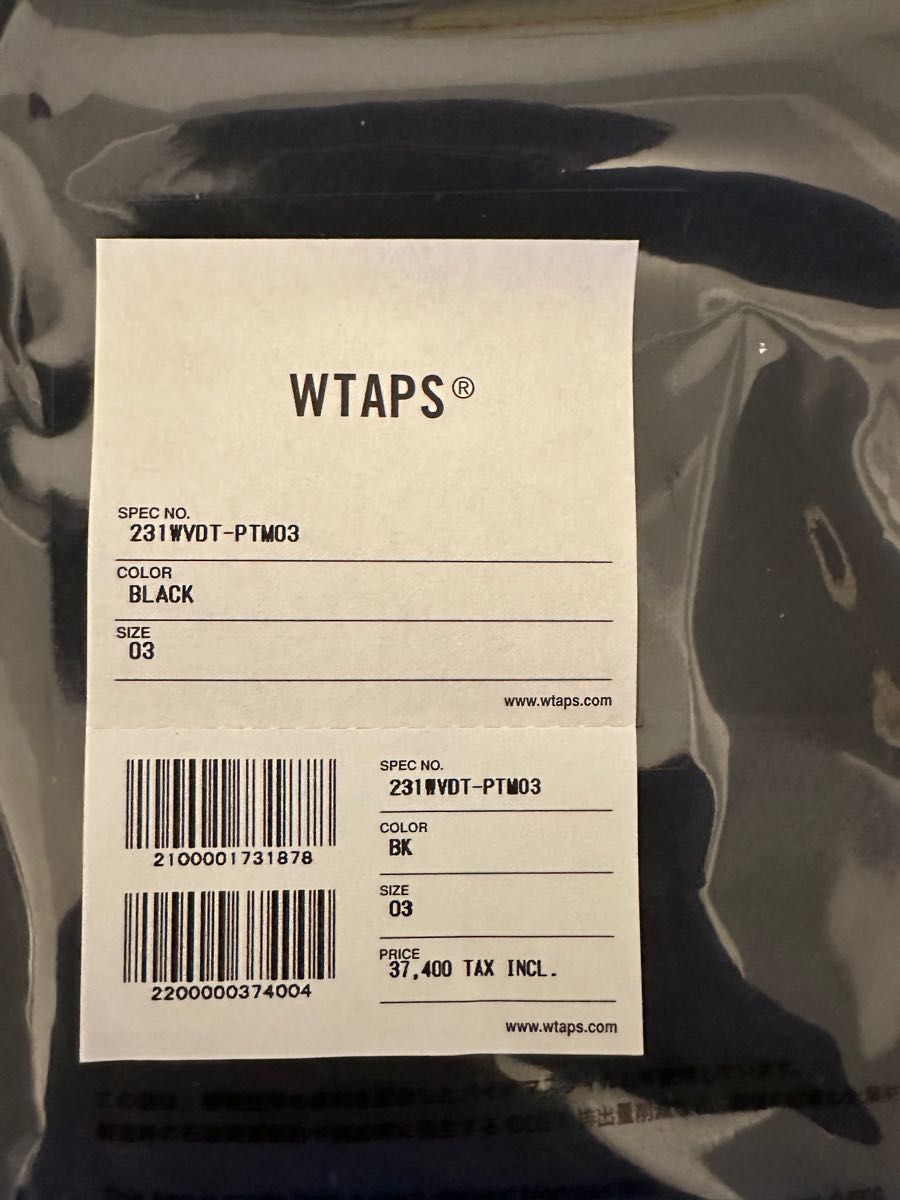 WTAPS®
SPEC NO.
231WVDT-PTM03
COLOR
BLACK
SIZE
03
www.wtaps.com
2100001731878
2200000374004
SPEC NO.
231WVDT-PTM03
COLOR
BK
SIZE
03
PRICE
37,400 TAX INCL.
www.wtaps.com